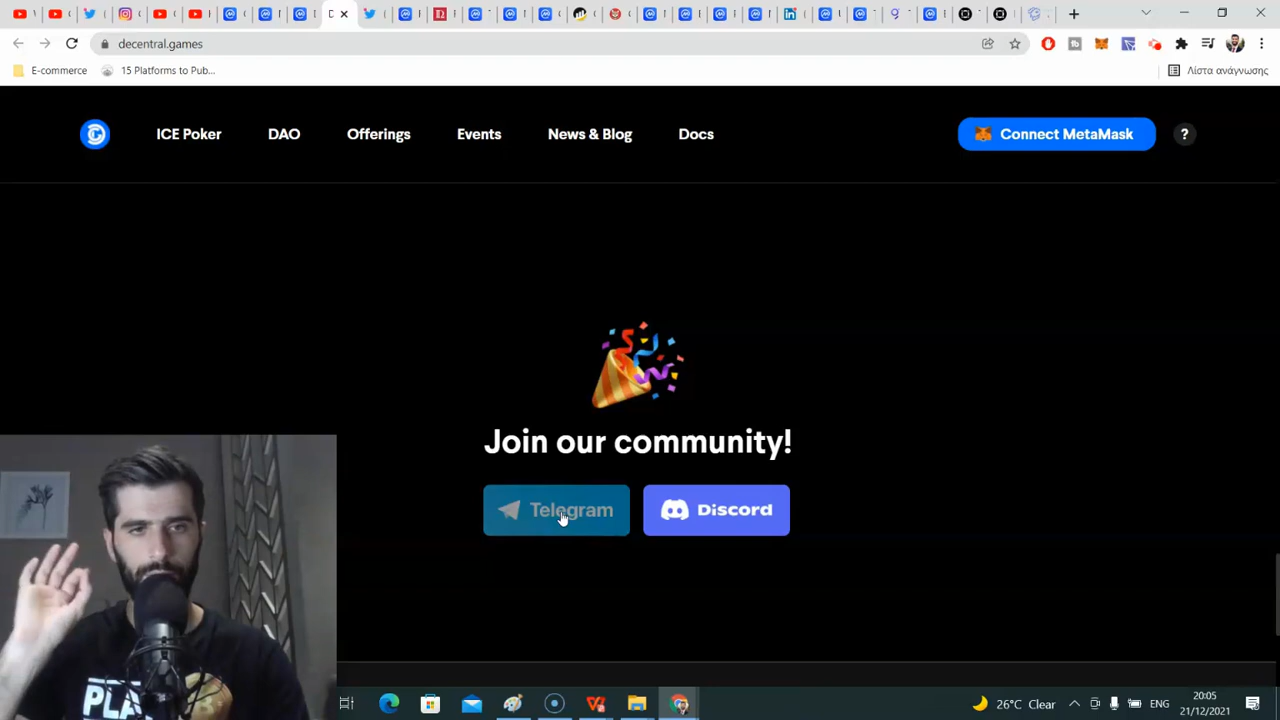 decentral.games
E-commerce
15 Platforms to Pub...
Λίστα ανάγνωσης
ICE Poker
DAO
Offerings
Events
News & Blog
Docs
Connect MetaMask
?
Join our community!
Telegram
Discord
PLA
26°C Clear
ENG
20:05
21/12/2021